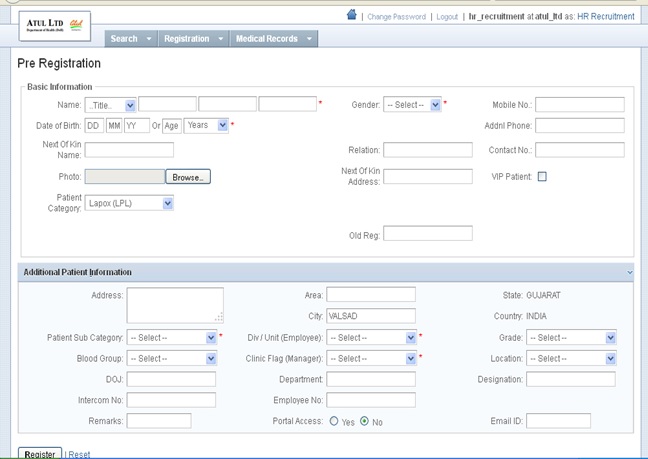 ATUL LTD
Department of Health (HoH)
Change Password | Logout | hr_recruitment at atul_ltd as: HR Recruitment
Search Registration Medical Records
Pre Registration
Basic Information
Name: ..Title.. * Gender: -- Select -- * Mobile No.:
Date of Birth: DD MM YY Or Age Years * Addnl Phone:
Next Of Kin Name: Relation: Contact No.:
Photo: Browse... Next Of Kin Address: VIP Patient:
Patient Category: Lapox (LPL)
Old Reg:
Additional Patient Information
Address: Area: State: GUJARAT
City: VALSAD Country: INDIA
Patient Sub Category: -- Select -- * Div / Unit (Employee): -- Select -- * Grade: -- Select --
Blood Group: -- Select -- Clinic Flag (Manager): -- Select -- * Location: -- Select --
DOJ: Department: Designation:
Intercom No: Employee No:
Remarks: Portal Access: Yes No Email ID:
Register | Reset